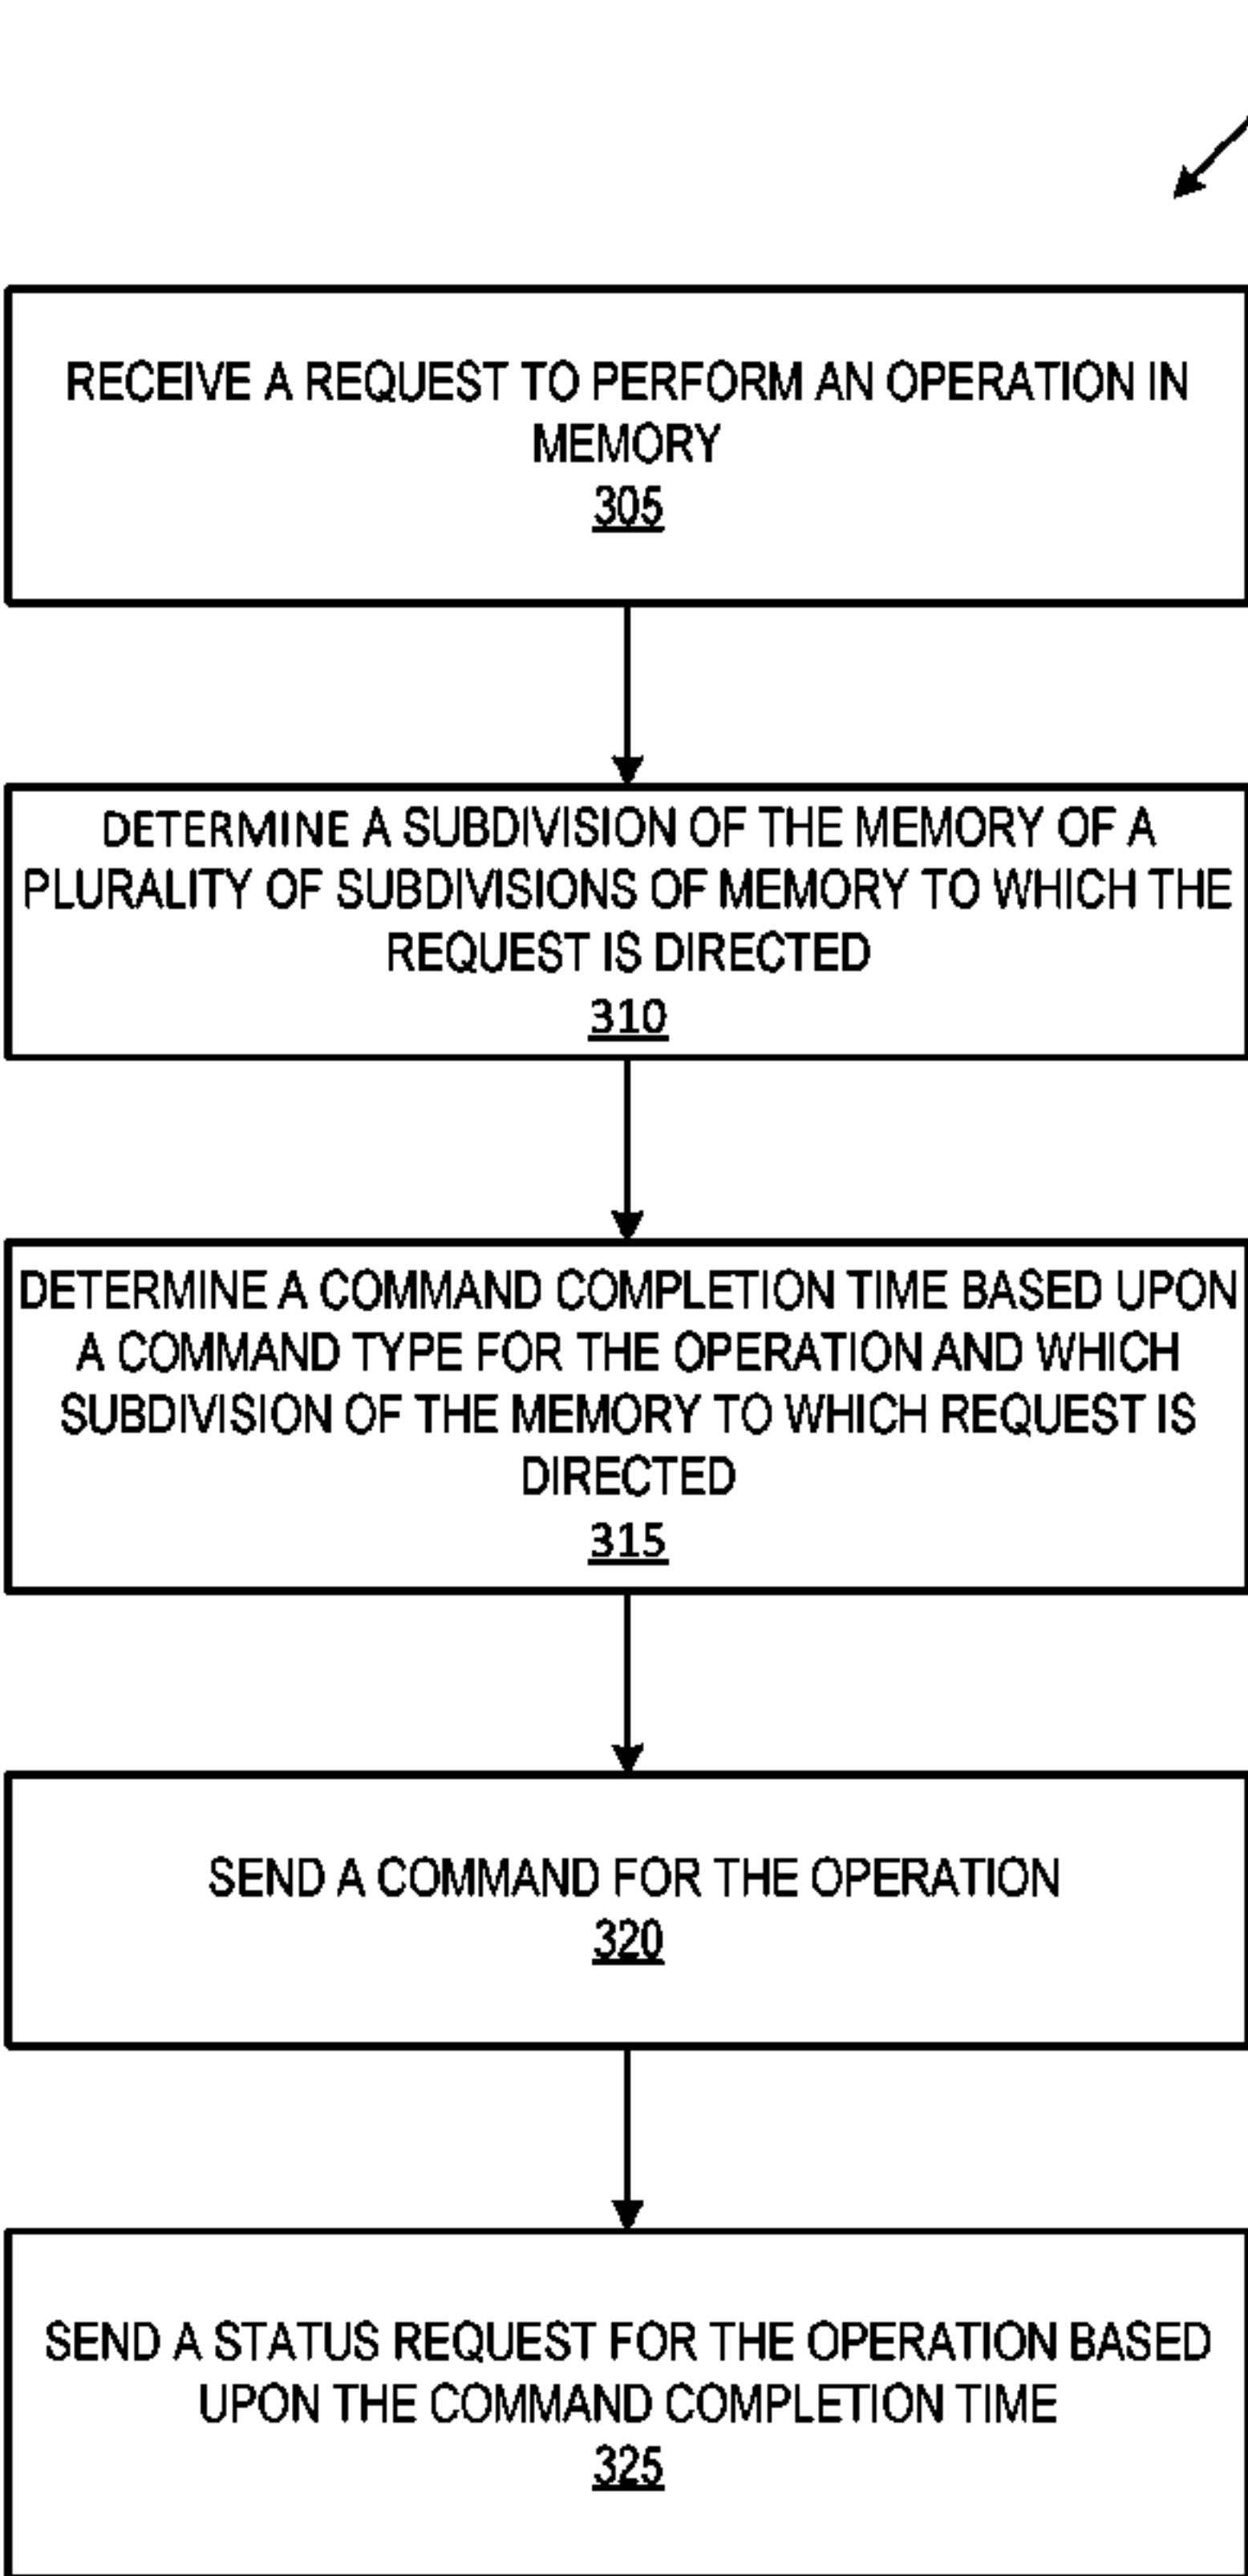 RECEIVE A REQUEST TO PERFORM AN OPERATION IN
MEMORY
305
DETERMINE A SUBDIVISION OF THE MEMORY OF A
PLURALITY OF SUBDIVISIONS OF MEMORY TO WHICH THE
REQUEST IS DIRECTED
310
DETERMINE A COMMAND COMPLETION TIME BASED UPON
A COMMAND TYPE FOR THE OPERATION AND WHICH
SUBDIVISION OF THE MEMORY TO WHICH REQUEST IS
DIRECTED
315
SEND A COMMAND FOR THE OPERATION
320
SEND A STATUS REQUEST FOR THE OPERATION BASED
UPON THE COMMAND COMPLETION TIME
325